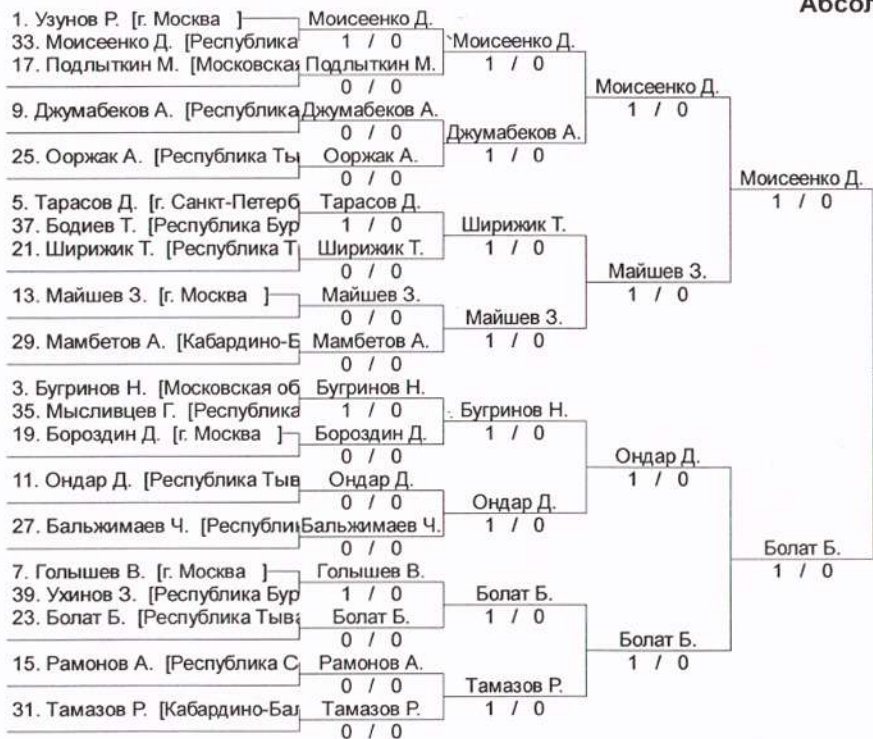 Абсол
1. Узунов Р. [г. Москва ]
33. Моисеенко Д. [Республика
17. Подлыткин М. [Московская
9. Джумабеков А. [Республика
25. Ооржак А. [Республика Ты
5. Тарасов Д. [г. Санкт-Петерб
37. Бодиев Т. [Республика Бур
21. Ширижик Т. [Республика Т
13. Майшев З. [г. Москва ]
29. Мамбетов А. [Кабардино-Б
3. Бугринов Н. [Московская об
35. Мысливцев Г. [Республика
19. Бороздин Д. [г. Москва ]
11. Ондар Д. [Республика Тыв
27. Бальжимаев Ч. [Республик
7. Голышев В. [г. Москва ]
39. Ухинов З. [Республика Бур
23. Болат Б. [Республика Тыва
15. Рамонов А. [Республика С
31. Тамазов Р. [Кабардино-Бал
Моисеенко Д.
1 / 0
Подлыткин М.
0 / 0
Джумабеков А.
0 / 0
Ооржак А.
0 / 0
Тарасов Д.
1 / 0
Ширижик Т.
0 / 0
Майшев З.
0 / 0
Мамбетов А.
0 / 0
Бугринов Н.
1 / 0
Бороздин Д.
0 / 0
Ондар Д.
0 / 0
Бальжимаев Ч.
0 / 0
Голышев В.
1 / 0
Болат Б.
0 / 0
Рамонов А.
0 / 0
Тамазов Р.
0 / 0
Моисеенко Д.
1 / 0
Джумабеков А.
1 / 0
Ширижик Т.
1 / 0
Майшев З.
1 / 0
Бугринов Н.
1 / 0
Ондар Д.
1 / 0
Болат Б.
1 / 0
Тамазов Р.
1 / 0
Моисеенко Д.
1 / 0
Майшев З.
1 / 0
Ондар Д.
1 / 0
Болат Б.
1 / 0
Моисеенко Д.
1 / 0
Болат Б.
1 / 0